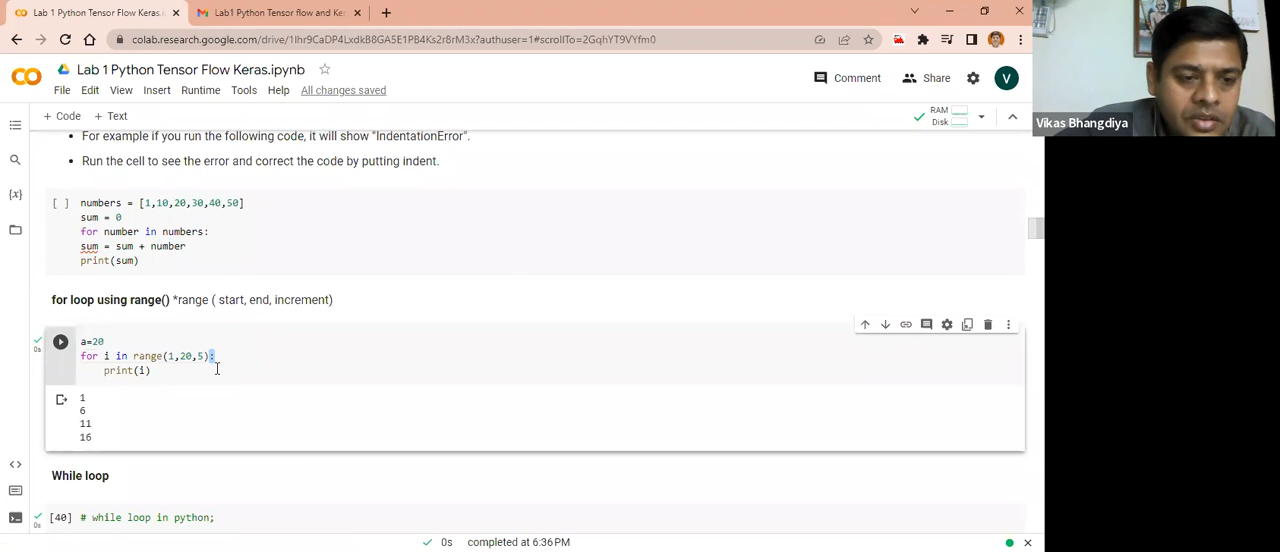 Lab 1 Python Tensor Flow Keras.i
Lab1 Python Tensor flow and Ke
colab.research.google.com/drive/1Ihr9CaDP4LxdkB8GA5E1PB4Ks2r8rM3x?authuser=1#scrollTo=2GqhYT9VYfm0
Lab 1 Python Tensor Flow Keras.ipynb
Comment
Share
V
Vikas Bhangdiya
File Edit View Insert Runtime Tools Help All changes saved
+ Code + Text
RAM
Disk
• For example if you run the following code, it will show "IndentationError".
• Run the cell to see the error and correct the code by putting indent.
[ ] numbers = [1,10,20,30,40,50]
sum = 0
for number in numbers:
sum = sum + number
print(sum)
for loop using range() *range ( start, end, increment)
0s
a=20
for i in range(1,20,5):
print(i)
1
6
11
16
While loop
[40] # while loop in python;
0s
0s completed at 6:36PM